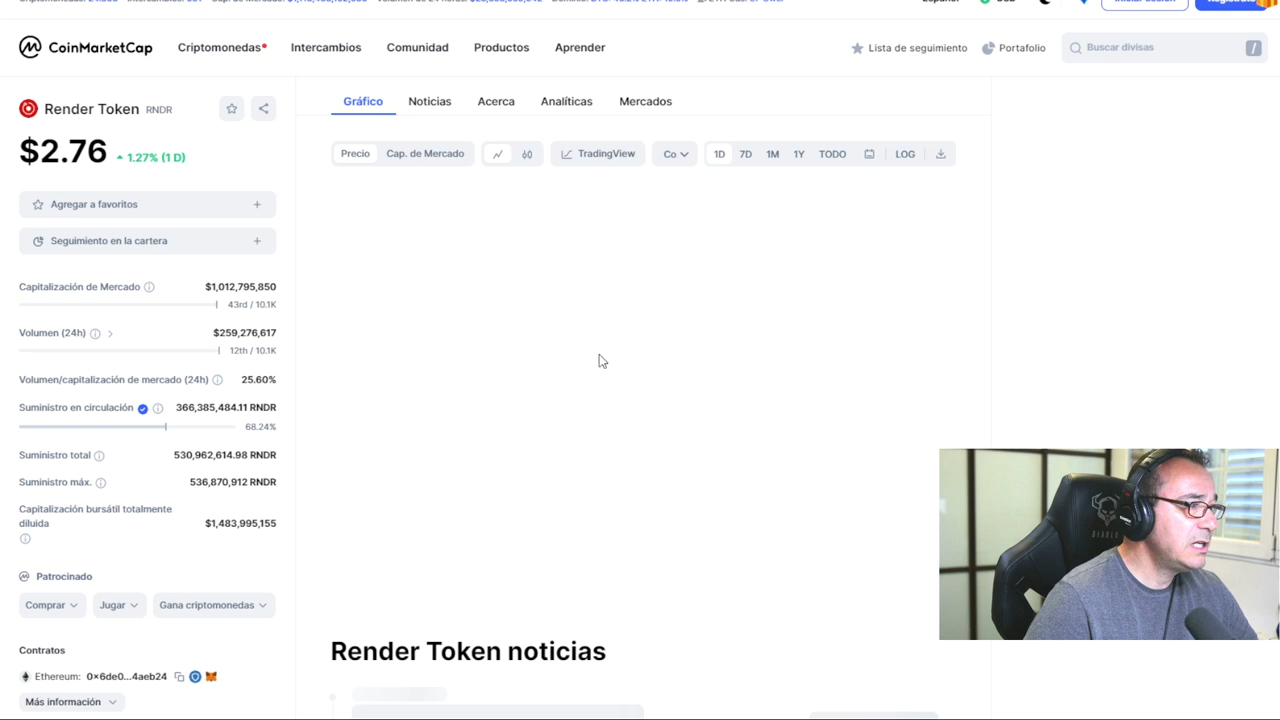 Español
USD
Iniciar sesión
CoinMarketCap
Criptomonedas
Intercambios
Comunidad
Productos
Aprender
Lista de seguimiento
Portafolio
Buscar divisas
/
Render Token RNDR
$2.76 1.27% (1 D)
Agregar a favoritos +
Seguimiento en la cartera +
Capitalización de Mercado $1,012,795,850
43rd / 10.1K
Volumen (24h) $259,276,617
12th / 10.1K
Volumen/capitalización de mercado (24h) 25.60%
Suministro en circulación 366,385,484.11 RNDR
68.24%
Suministro total 530,962,614.98 RNDR
Suministro máx. 536,870,912 RNDR
Capitalización bursátil totalmente
diluida $1,483,995,155
Patrocinado
Comprar Jugar Gana criptomonedas
Contratos
Ethereum: 0x6de0...4aeb24
Más información
Gráfico Noticias Acerca Analíticas Mercados
Precio Cap. de Mercado TradingView Co 1D 7D 1M 1Y TODO LOG
Render Token noticias
DIABLO